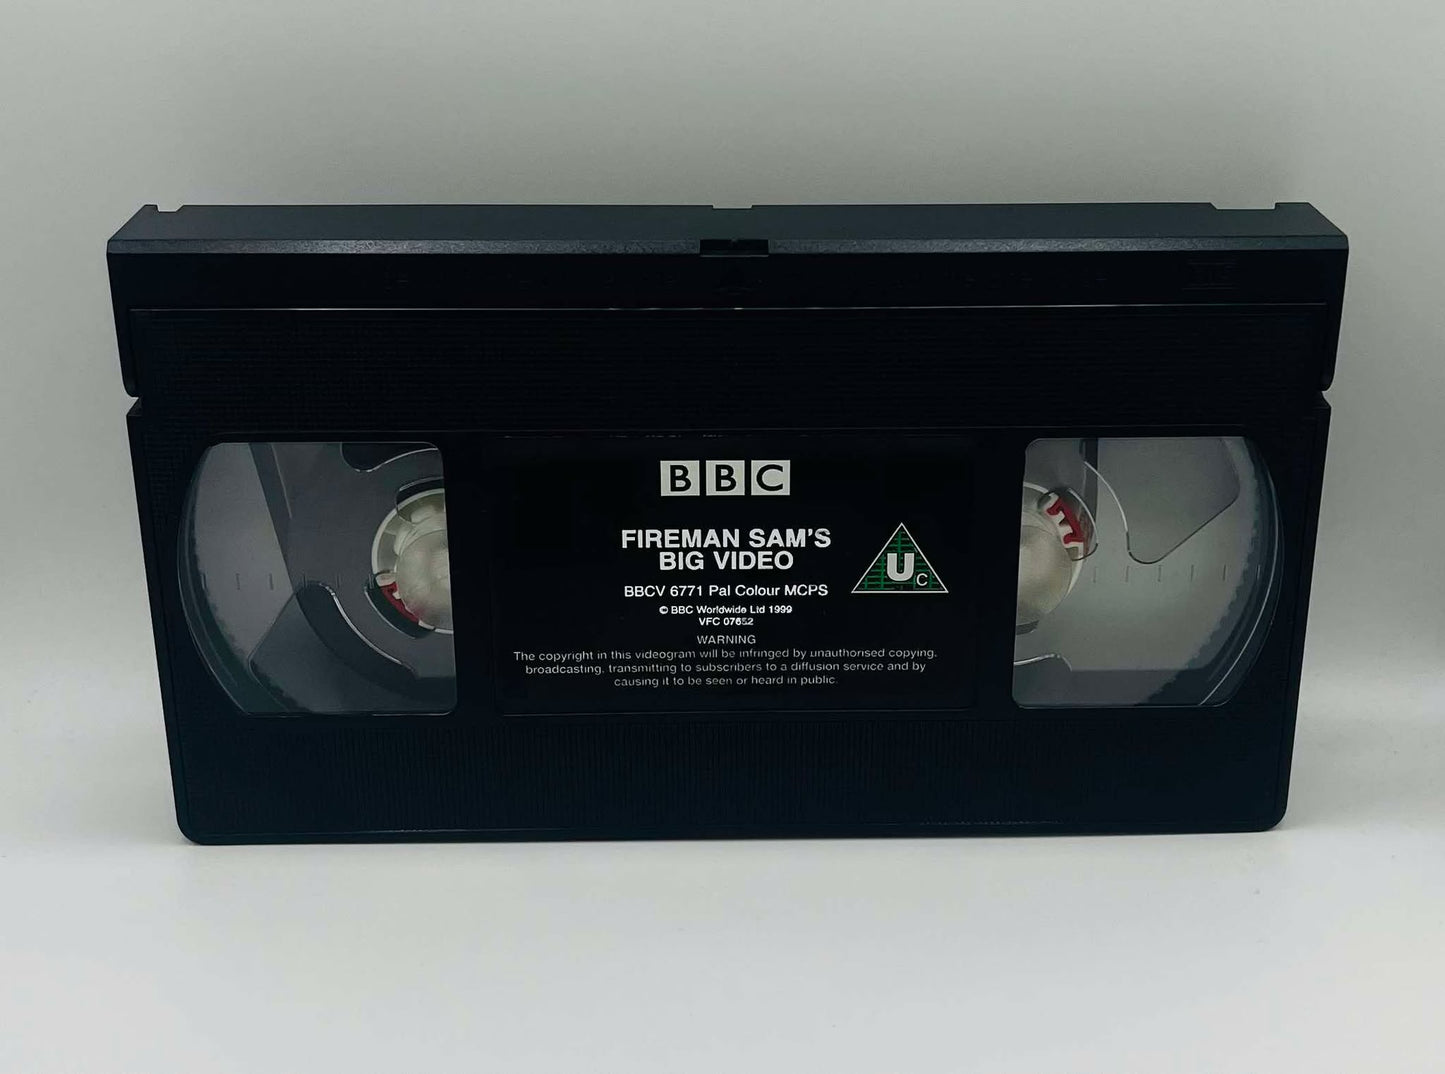 BBC
FIREMAN SAM'S
BIG VIDEO
U C
BBCV 6771 Pal Colour MCPS
© BBC Worldwide Ltd 1999
VFC 07652
WARNING
The copyright in this videogram will be infringed by unauthorised copying,
broadcasting, transmitting to subscribers to a diffusion service and by
causing it to be seen or heard in public.